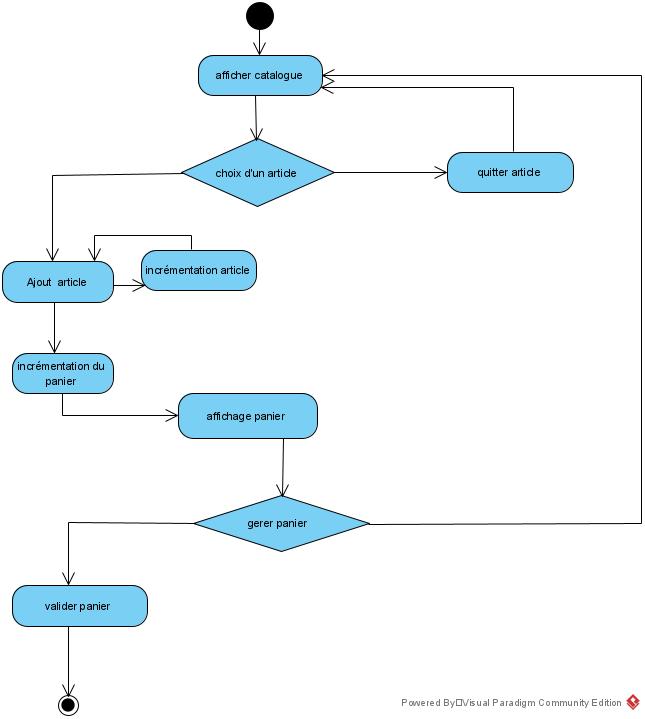 afficher catalogue
choix d'un article
quitter article
Ajout article
incrémentation article
incrémentation du
panier
affichage panier
gerer panier
valider panier
Powered By□Visual Paradigm Community Edition